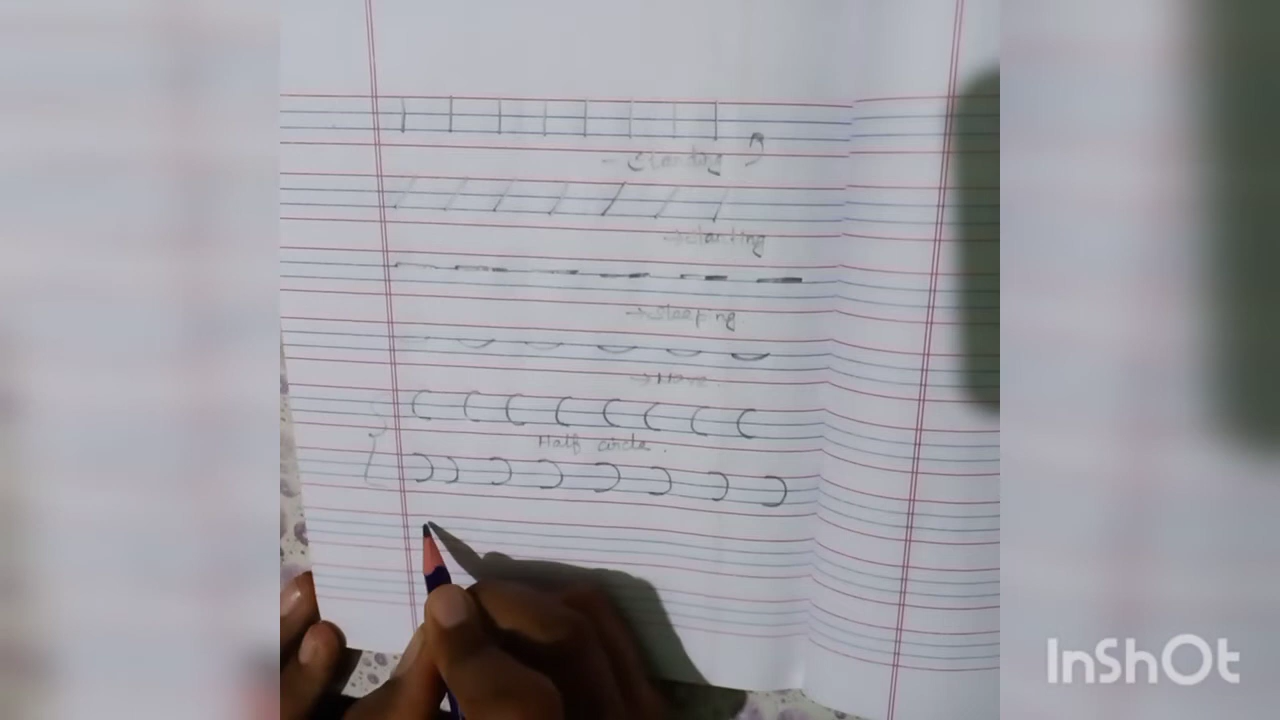 → Standing
→ Slanting
→ Sleeping
Half circle.
InShOt